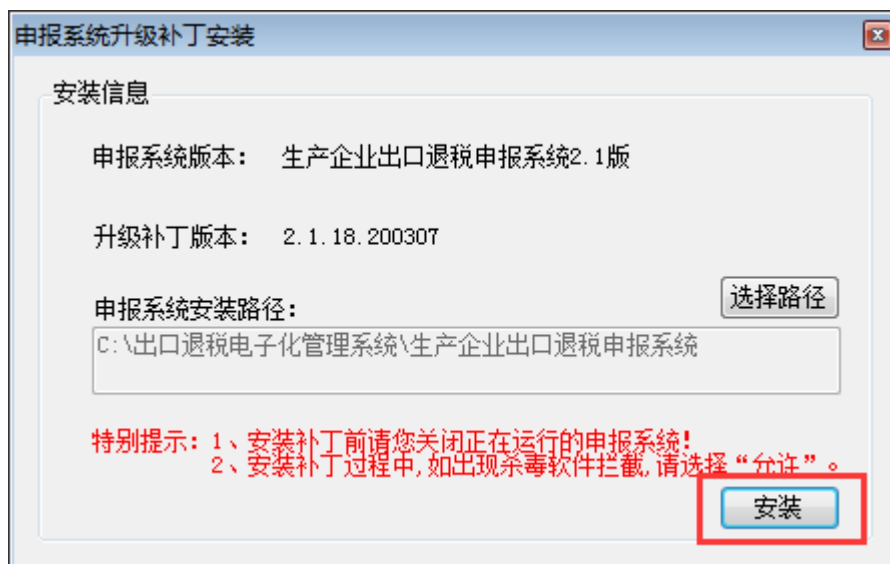 申报系统升级补丁安装
安装信息
申报系统版本: 生产企业出口退税申报系统2.1版
升级补丁版本: 2.1.18.200307
选择路径
申报系统安装路径:
C:\出口退税电子化管理系统\生产企业出口退税申报系统
特别提示: 1、安装补丁前请您关闭正在运行的申报系统!
2、安装补丁过程中,如出现杀毒软件拦截,请选择“允许”。
安装